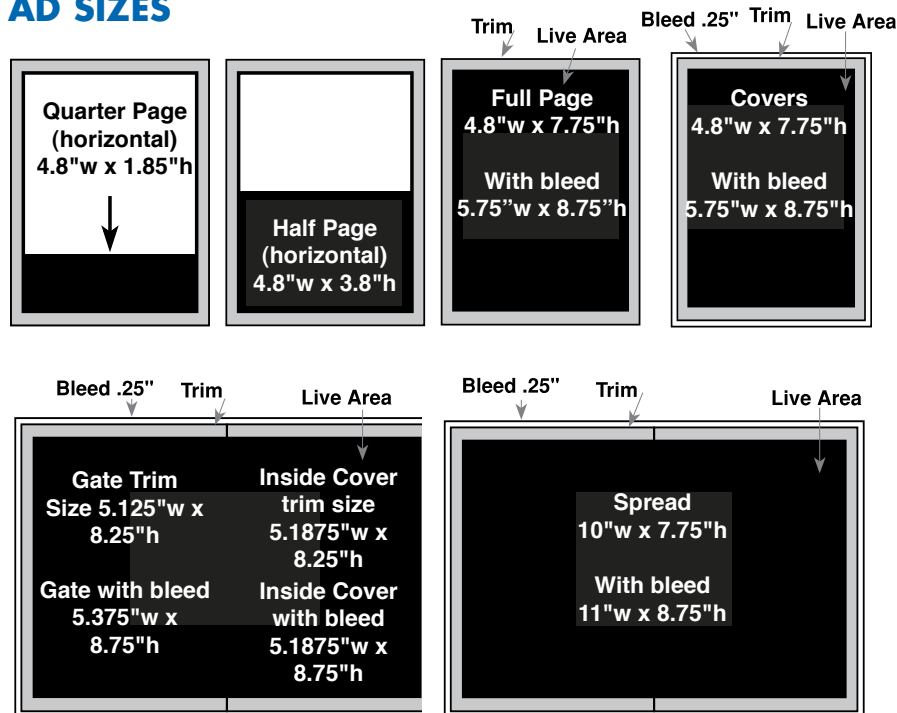 AD SIZES
Quarter Page
(horizontal)
4.8"w x 1.85"h
Half Page
(horizontal)
4.8"w x 3.8"h
Trim
Live Area
Full Page
4.8"w x 7.75"h
With bleed
5.75”w x 8.75”h
Bleed .25"
Trim
Live Area
Covers
4.8"w x 7.75"h
With bleed
5.75"w x 8.75"h
Bleed .25"
Trim
Live Area
Gate Trim
Size 5.125"w x
8.25"h
Gate with bleed
5.375"w x
8.75"h
Inside Cover
trim size
5.1875"w x
8.25"h
Inside Cover
with bleed
5.1875"w x
8.75"h
Bleed .25"
Trim
Live Area
Spread
10"w x 7.75"h
With bleed
11"w x 8.75"h